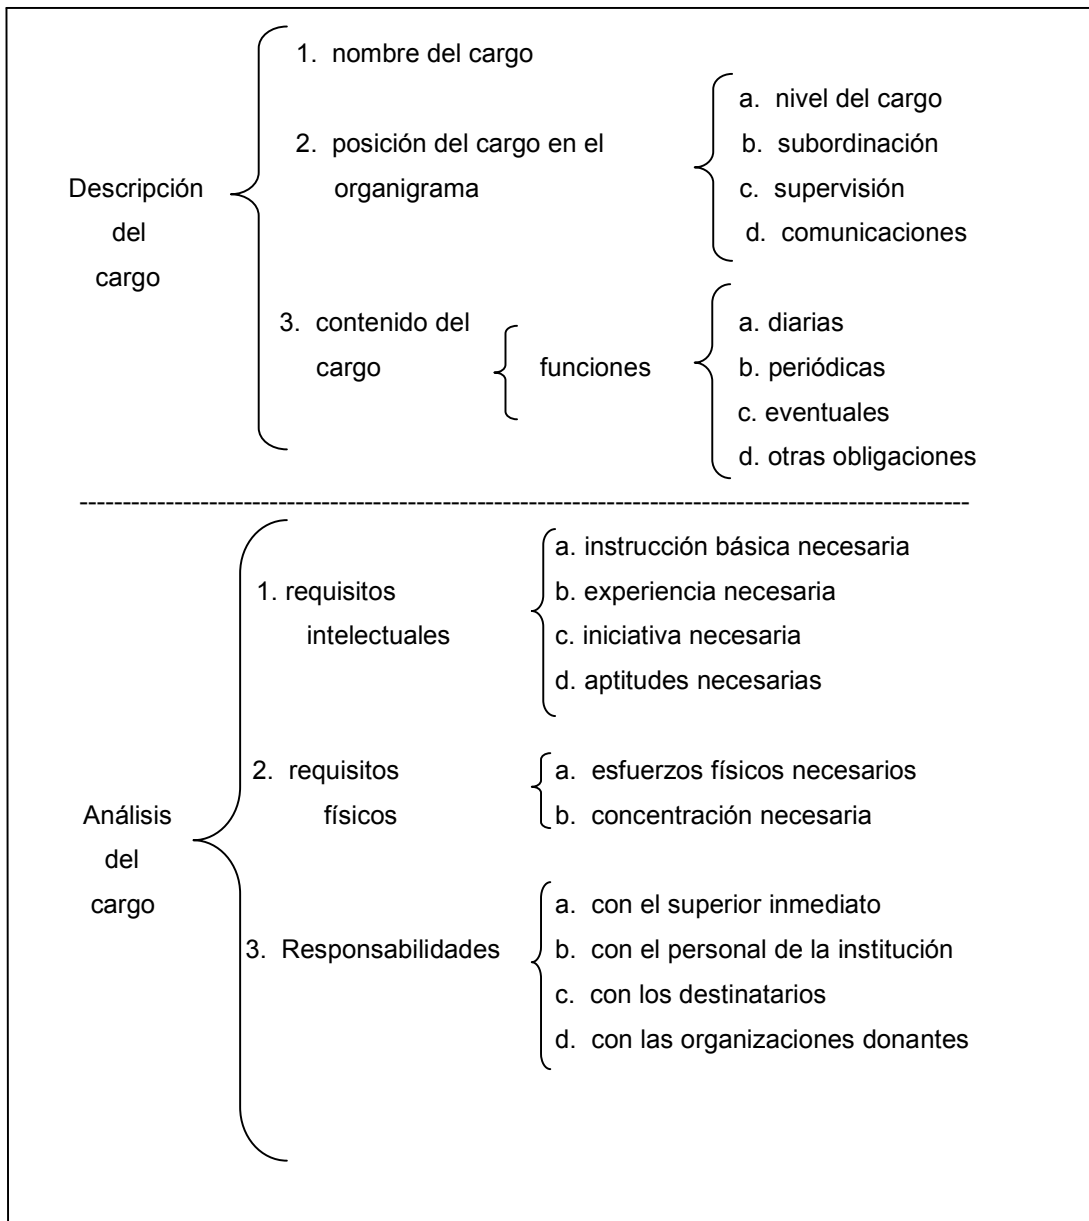 1. nombre del cargo
Descripción
del
cargo
2. posición del cargo en el
organigrama
a. nivel del cargo
b. subordinación
c. supervisión
d. comunicaciones
3. contenido del
cargo
funciones
a. diarias
b. periódicas
c. eventuales
d. otras obligaciones
Análisis
del
cargo
1. requisitos
intelectuales
a. instrucción básica necesaria
b. experiencia necesaria
c. iniciativa necesaria
d. aptitudes necesarias
2. requisitos
físicos
a. esfuerzos físicos necesarios
b. concentración necesaria
3. Responsabilidades
a. con el superior inmediato
b. con el personal de la institución
c. con los destinatarios
d. con las organizaciones donantes